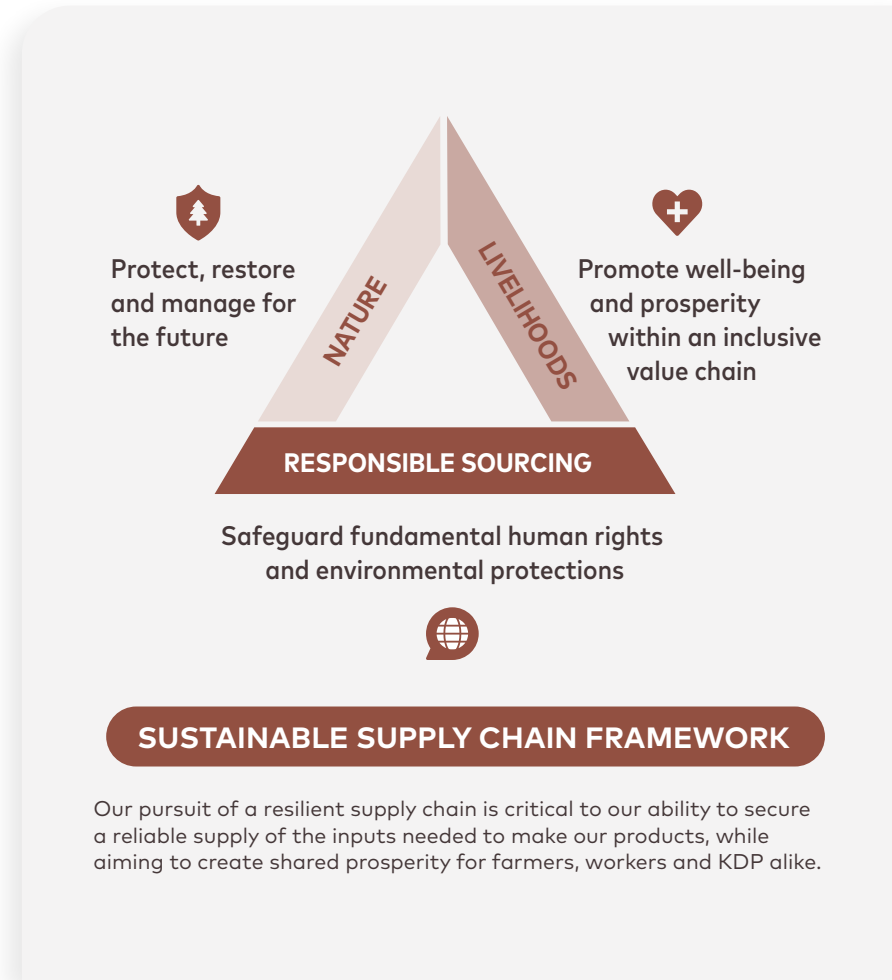 Protect, restore
and manage for
the future
NATURE
LIVELIHOODS
Promote well-being
and prosperity
within an inclusive
value chain
RESPONSIBLE SOURCING
Safeguard fundamental human rights
and environmental protections
SUSTAINABLE SUPPLY CHAIN FRAMEWORK
Our pursuit of a resilient supply chain is critical to our ability to secure
a reliable supply of the inputs needed to make our products, while
aiming to create shared prosperity for farmers, workers and KDP alike.